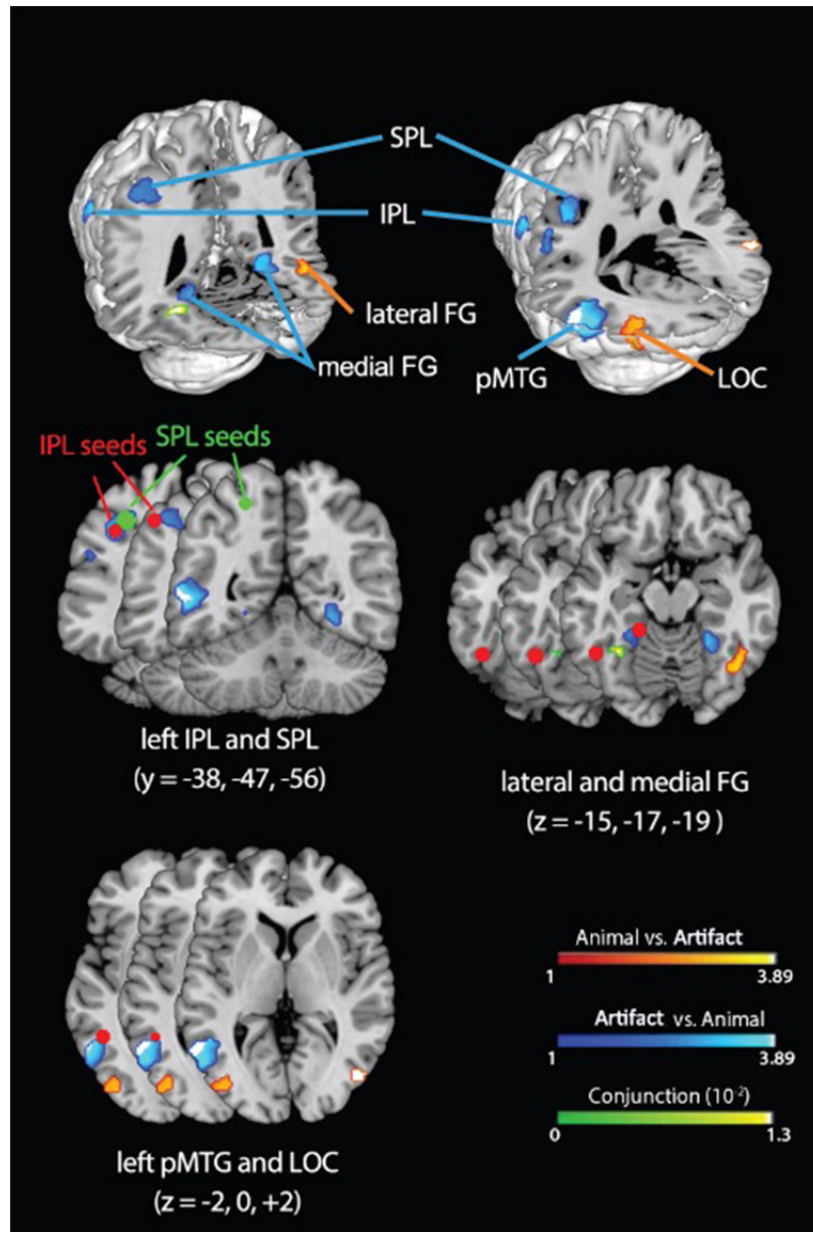 SPL
IPL
lateral FG
medial FG
pMTG
LOC
IPL seeds
SPL seeds
left IPL and SPL
(y = -38, -47, -56)
lateral and medial FG
(z = -15, -17, -19 )
left pMTG and LOC
(z = -2, 0, +2)
Animal vs. Artifact
1 3.89
Artifact vs. Animal
1 3.89
Conjunction (10⁻²)
0 1.3